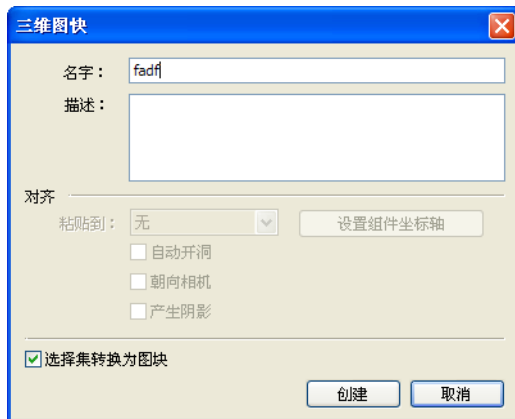 三维图快
名字：fadf
描述：
对齐
粘贴到：无 设置组件坐标轴
自动开洞
朝向相机
产生阴影
选择集转换为图块
创建 取消